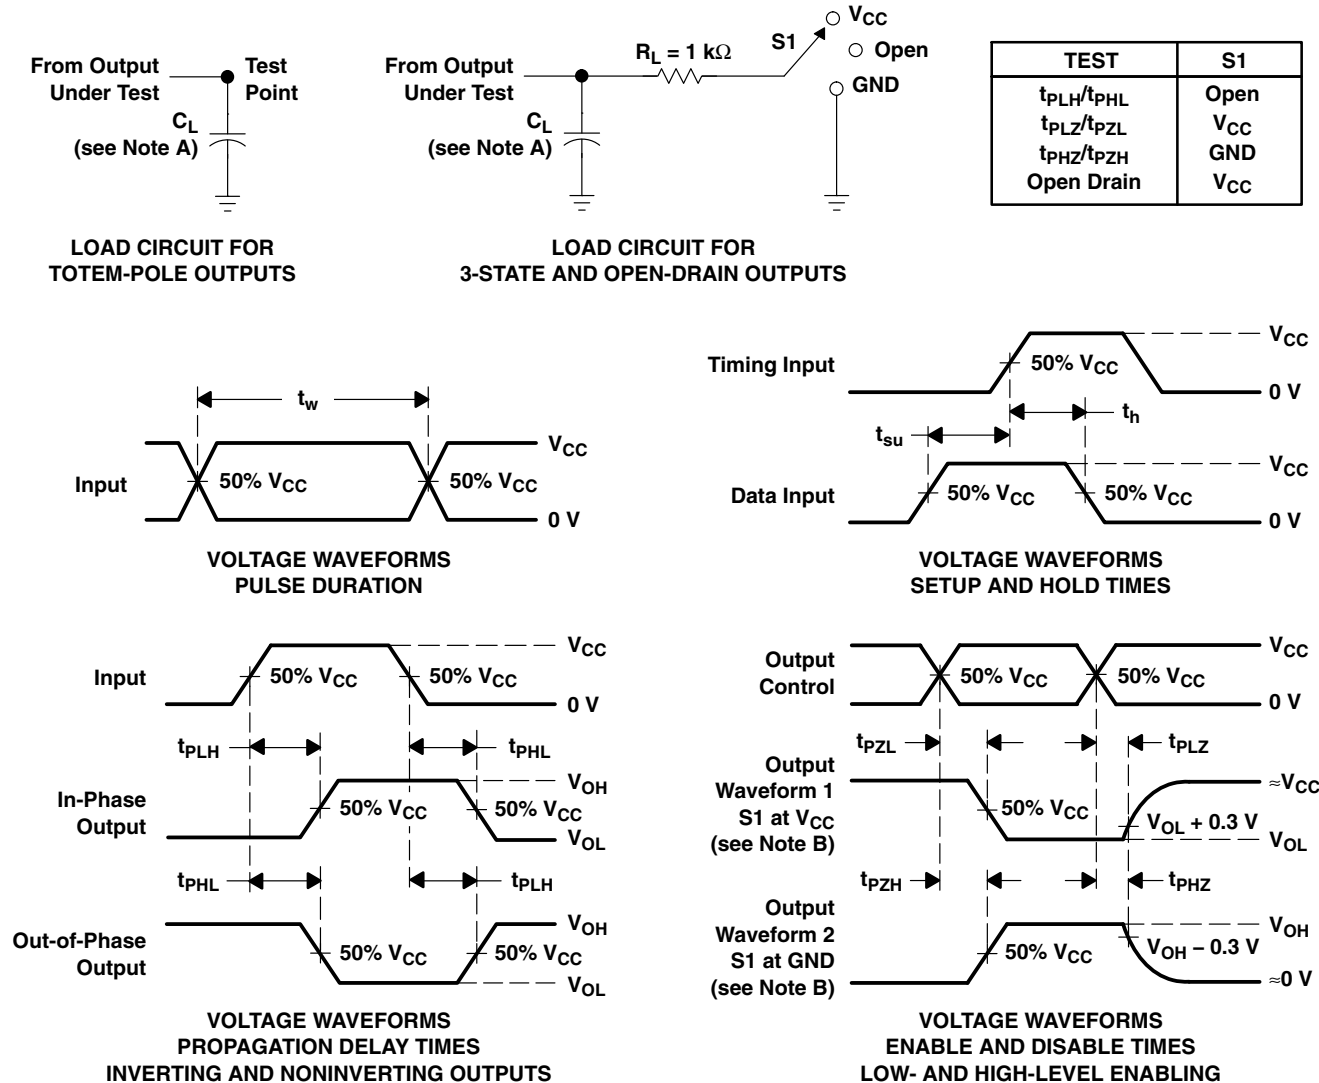 From Output
Under Test
Test
Point
CL
(see Note A)
LOAD CIRCUIT FOR
TOTEM-POLE OUTPUTS
From Output
Under Test
CL
(see Note A)
RL = 1 kΩ
S1
VCC
Open
GND
LOAD CIRCUIT FOR
3-STATE AND OPEN-DRAIN OUTPUTS
TEST S1
tPLH/tPHL Open
tPLZ/tPZL VCC
tPHZ/tPZH GND
Open Drain VCC
tw
Input
50% VCC
50% VCC
VCC
0 V
VOLTAGE WAVEFORMS
PULSE DURATION
Timing Input
50% VCC
VCC
0 V
th
tsu
Data Input
50% VCC
50% VCC
VCC
0 V
VOLTAGE WAVEFORMS
SETUP AND HOLD TIMES
Input
50% VCC
50% VCC
VCC
0 V
tPLH
tPHL
In-Phase
Output
50% VCC
50% VCC
VOH
VOL
tPHL
tPLH
Out-of-Phase
Output
50% VCC
50% VCC
VOH
VOL
VOLTAGE WAVEFORMS
PROPAGATION DELAY TIMES
INVERTING AND NONINVERTING OUTPUTS
Output
Control
50% VCC
50% VCC
VCC
0 V
tPZL
tPLZ
Output
Waveform 1
S1 at VCC
(see Note B)
50% VCC
VOL + 0.3 V
≈VCC
VOL
tPZH
tPHZ
Output
Waveform 2
S1 at GND
(see Note B)
50% VCC
VOH − 0.3 V
VOH
≈0 V
VOLTAGE WAVEFORMS
ENABLE AND DISABLE TIMES
LOW- AND HIGH-LEVEL ENABLING